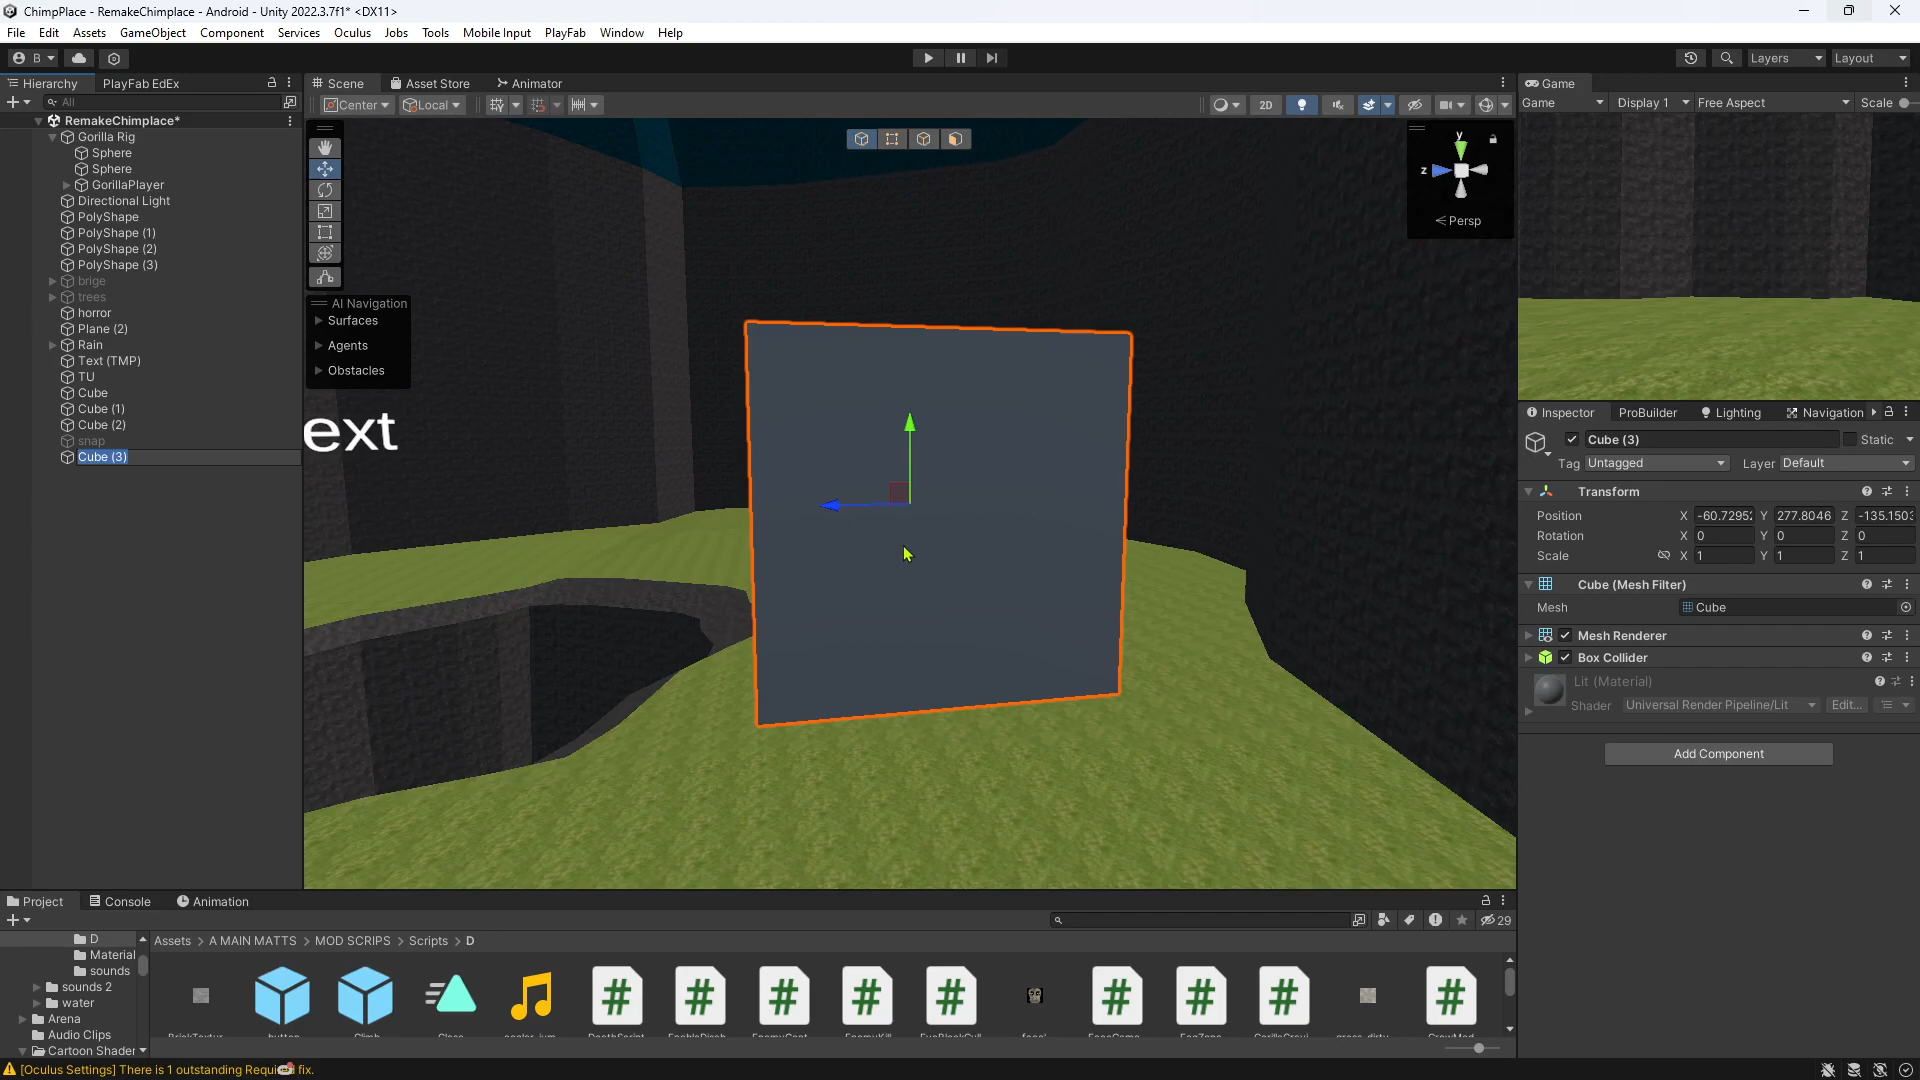 ChimpPlace - RemakeChimplace - Android - Unity 2022.3.7f1* <DX11>
File Edit Assets GameObject Component Services Oculus Jobs Tools Mobile Input PlayFab Window Help
B
Layers
Layout
Hierarchy
PlayFab EdEx
All
RemakeChimplace*
Gorilla Rig
Sphere
Sphere
GorillaPlayer
Directional Light
PolyShape
PolyShape (1)
PolyShape (2)
PolyShape (3)
brige
trees
horror
Plane (2)
Rain
Text (TMP)
TU
Cube
Cube (1)
Cube (2)
snap
Cube (3)
Scene
Asset Store
Animator
Center
Local
2D
AI Navigation
Surfaces
Agents
Obstacles
ext
y
z
Persp
Game
Game
Display 1
Free Aspect
Scale
Inspector
ProBuilder
Lighting
Navigation
Cube (3)
Static
Tag Untagged
Layer Default
Transform
Position X -60.7295 Y 277.8046 Z -135.150
Rotation X 0 Y 0 Z 0
Scale X 1 Y 1 Z 1
Cube (Mesh Filter)
Mesh Cube
Mesh Renderer
Box Collider
Lit (Material)
Shader Universal Render Pipeline/Lit Edit...
Add Component
Project
Console
Animation
29
D
Material
sounds
sounds 2
water
Arena
Audio Clips
Cartoon Shader
Assets > A MAIN MATTS > MOD SCRIPS > Scripts > D
[Oculus Settings] There is 1 outstanding Requi fix.